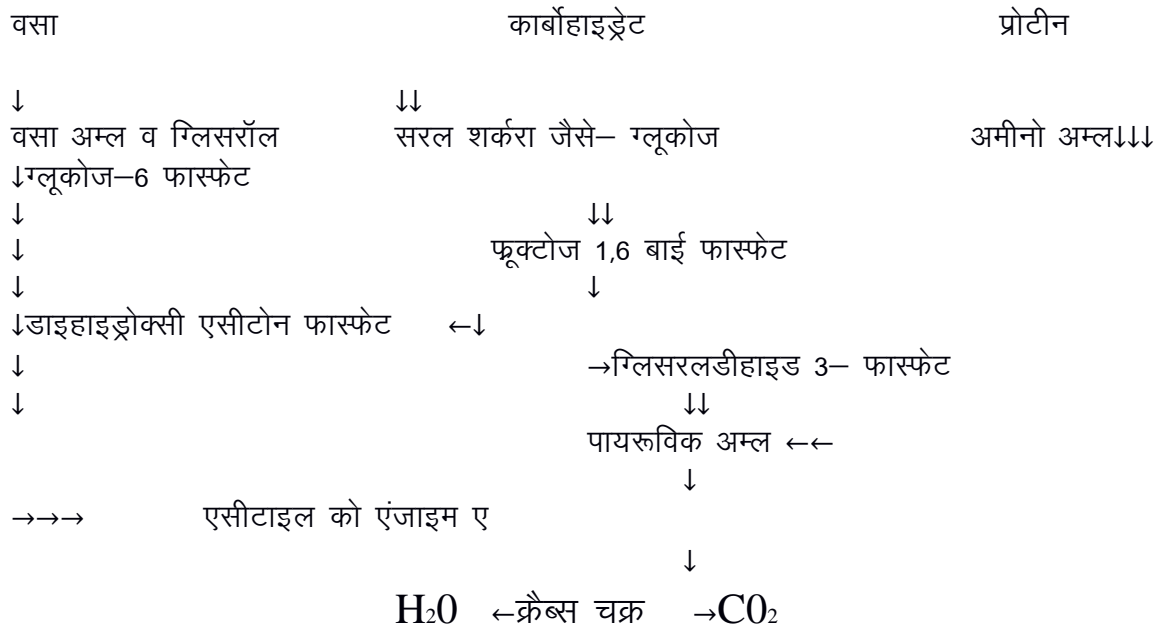 वसा कार्बोहाइड्रेट प्रोटीन
↓ ↓↓
वसा अम्ल व ग्लिसरॉल सरल शर्करा जैसे– ग्लूकोज अमीनो अम्ल↓↓↓
↓ग्लूकोज–6 फास्फेट
↓ ↓↓
↓ फ्रूक्टोज 1,6 बाई फास्फेट
↓ ↓
↓डाइहाइड्रोक्सी एसीटोन फास्फेट ←↓
↓ →ग्लिसरलडीहाइड 3– फास्फेट
↓ ↓↓
पायरूविक अम्ल ←←
↓
→→→ एसीटाइल को एंजाइम ए
↓
H₂0 ←क्रैब्स चक्र →C0₂